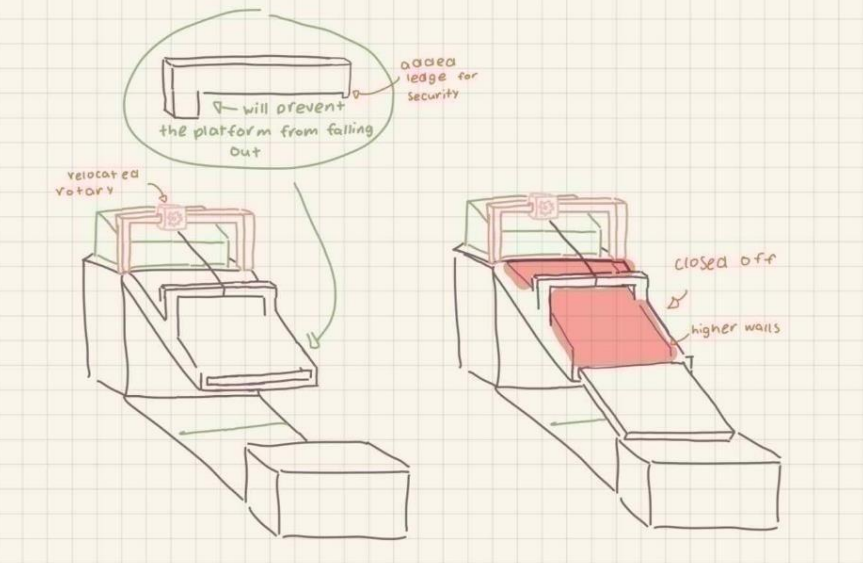 added
ledge for
security
will prevent
the platform from falling
out
relocated
rotary
closed off
higher walls